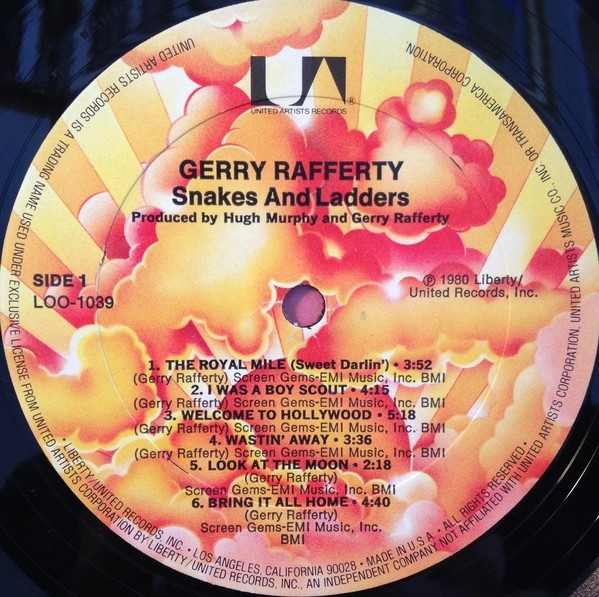 UA
®
UNITED ARTISTS RECORDS
GERRY RAFFERTY
Snakes And Ladders
Produced by Hugh Murphy and Gerry Rafferty
SIDE 1
LOO-1039
℗ 1980 Liberty/
United Records, Inc.
1. THE ROYAL MILE (Sweet Darlin') • 3:52
(Gerry Rafferty) Screen Gems-EMI Music, Inc. BMI
2. I WAS A BOY SCOUT • 4:15
(Gerry Rafferty) Screen Gems-EMI Music, Inc. BMI
3. WELCOME TO HOLLYWOOD • 5:18
(Gerry Rafferty) Screen Gems-EMI Music, Inc. BMI
4. WASTIN' AWAY • 3:36
(Gerry Rafferty) Screen Gems-EMI Music, Inc. BMI
5. LOOK AT THE MOON • 2:18
(Gerry Rafferty)
Screen Gems-EMI Music, Inc. BMI
6. BRING IT ALL HOME • 4:40
(Gerry Rafferty)
Screen Gems-EMI Music, Inc.
BMI
• LIBERTY/UNITED RECORDS, INC. • LOS ANGELES, CALIFORNIA 90028 • MADE IN U.S.A. • ALL RIGHTS RESERVED •
UNITED ARTISTS RECORDS IS A TRADING NAME USED UNDER EXCLUSIVE LICENSE FROM UNITED ARTISTS CORPORATION BY LIBERTY/UNITED RECORDS, INC., AN INDEPENDENT COMPANY NOT AFFILIATED WITH UNITED ARTISTS CORPORATION, UNITED ARTISTS MUSIC CO., INC. OR TRANSAMERICA CORPORATION.